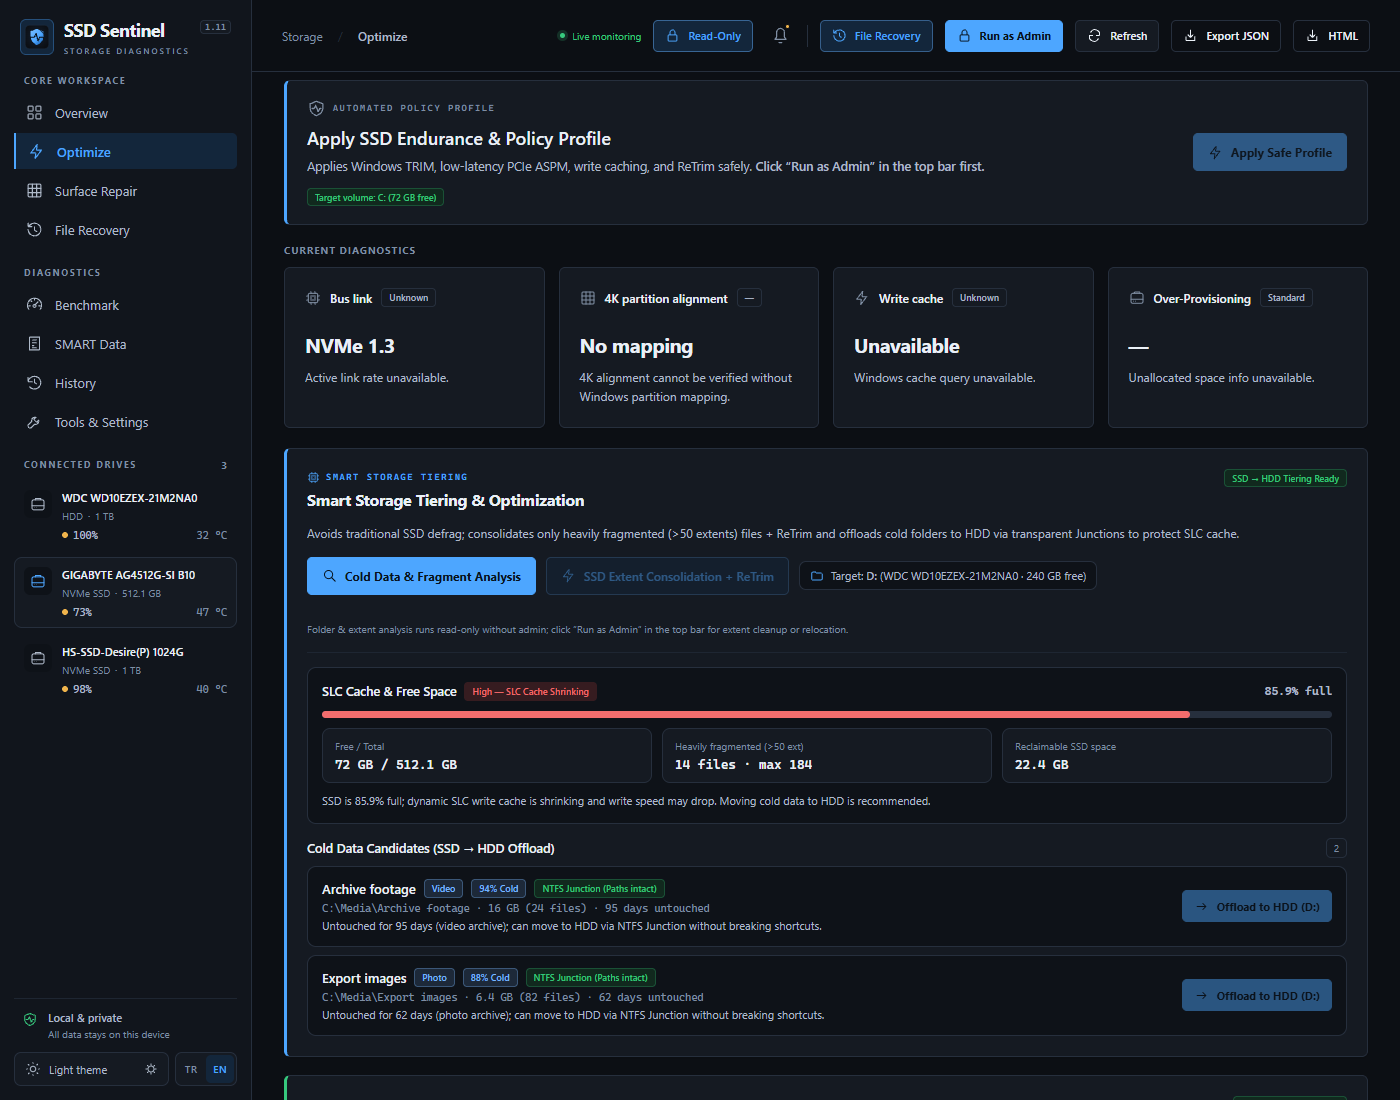 SSD Sentinel
1.11
STORAGE DIAGNOSTICS
CORE WORKSPACE
Overview
Optimize
Surface Repair
File Recovery
DIAGNOSTICS
Benchmark
SMART Data
History
Tools & Settings
CONNECTED DRIVES 3
WDC WD10EZEX-21M2NA0
HDD · 1 TB
100% 32 °C
GIGABYTE AG4512G-SI B10
NVMe SSD · 512.1 GB
73% 47 °C
HS-SSD-Desire(P) 1024G
NVMe SSD · 1 TB
98% 40 °C
Local & private
All data stays on this device
Light theme
TR EN
Storage / Optimize
Live monitoring
Read-Only
File Recovery
Run as Admin
Refresh
Export JSON
HTML
AUTOMATED POLICY PROFILE
Apply SSD Endurance & Policy Profile
Applies Windows TRIM, low-latency PCIe ASPM, write caching, and ReTrim safely. Click “Run as Admin” in the top bar first.
Target volume: C: (72 GB free)
Apply Safe Profile
CURRENT DIAGNOSTICS
Bus link Unknown
NVMe 1.3
Active link rate unavailable.
4K partition alignment —
No mapping
4K alignment cannot be verified without
Windows partition mapping.
Write cache Unknown
Unavailable
Windows cache query unavailable.
Over-Provisioning Standard
—
Unallocated space info unavailable.
SMART STORAGE TIERING
SSD → HDD Tiering Ready
Smart Storage Tiering & Optimization
Avoids traditional SSD defrag; consolidates only heavily fragmented (>50 extents) files + ReTrim and offloads cold folders to HDD via transparent Junctions to protect SLC cache.
Cold Data & Fragment Analysis
SSD Extent Consolidation + ReTrim
Target: D: (WDC WD10EZEX-21M2NA0 · 240 GB free)
Folder & extent analysis runs read-only without admin; click "Run as Admin" in the top bar for extent cleanup or relocation.
SLC Cache & Free Space High — SLC Cache Shrinking 85.9% full
Free / Total
72 GB / 512.1 GB
Heavily fragmented (>50 ext)
14 files · max 184
Reclaimable SSD space
22.4 GB
SSD is 85.9% full; dynamic SLC write cache is shrinking and write speed may drop. Moving cold data to HDD is recommended.
Cold Data Candidates (SSD → HDD Offload) 2
Archive footage Video 94% Cold NTFS Junction (Paths intact)
C:\Media\Archive footage · 16 GB (24 files) · 95 days untouched
Untouched for 95 days (video archive); can move to HDD via NTFS Junction without breaking shortcuts.
→ Offload to HDD (D:)
Export images Photo 88% Cold NTFS Junction (Paths intact)
C:\Media\Export images · 6.4 GB (82 files) · 62 days untouched
Untouched for 62 days (photo archive); can move to HDD via NTFS Junction without breaking shortcuts.
→ Offload to HDD (D:)